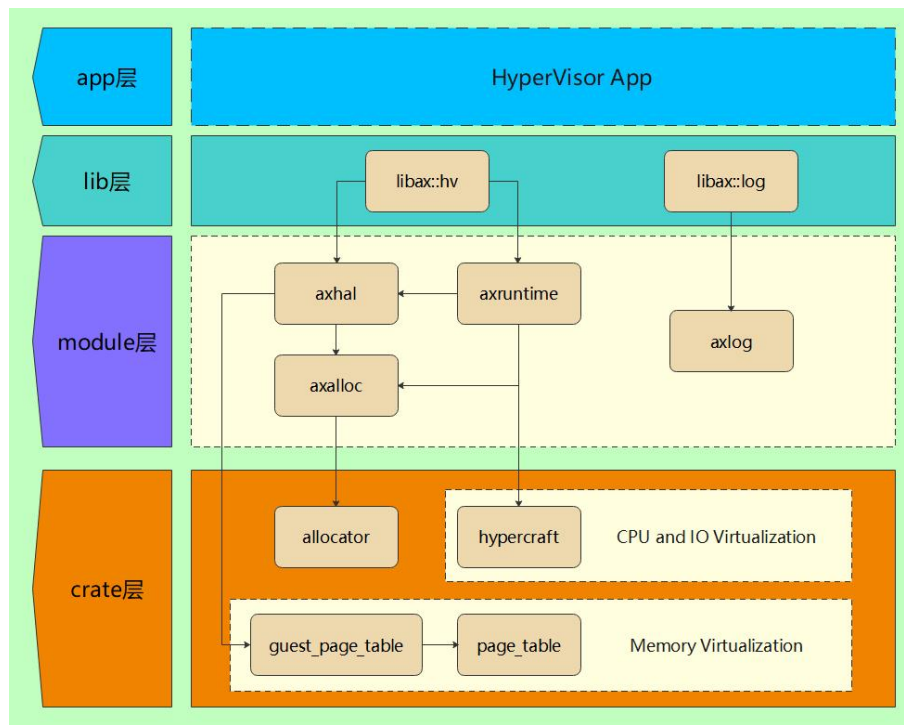 app层
HyperVisor App
lib层
libax::hv
libax::log
module层
axhal
axruntime
axlog
axalloc
crate层
allocator
hypercraft
CPU and IO Virtualization
guest_page_table
page_table
Memory Virtualization